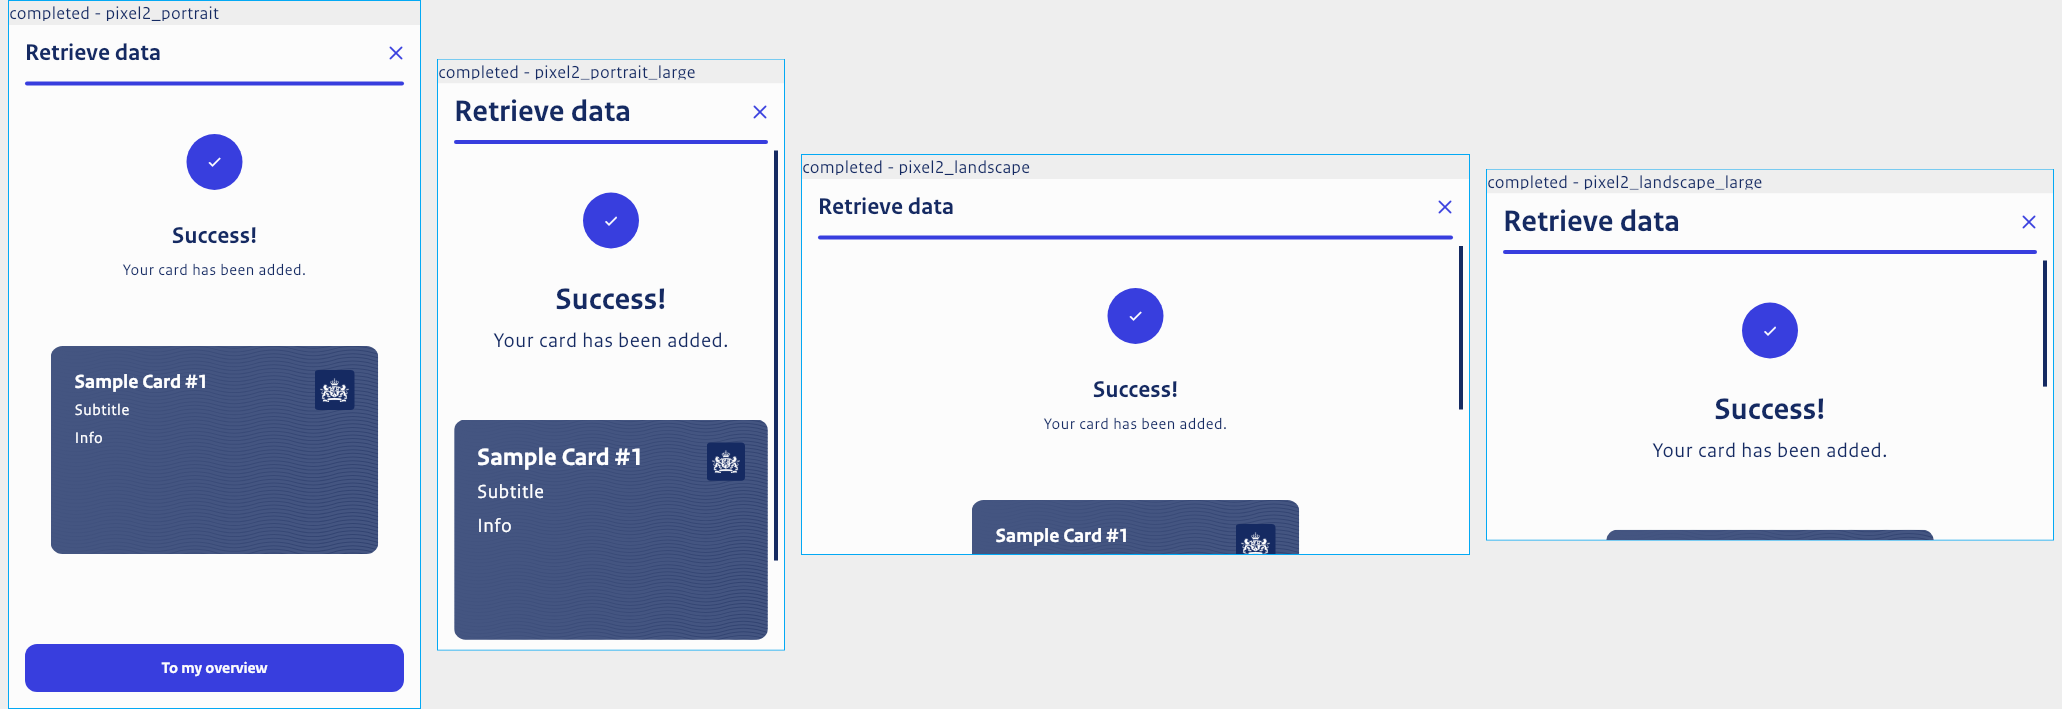 completed - pixel2_portrait
Retrieve data
Success!
Your card has been added.
Sample Card #1
Subtitle
Info
To my overview
completed - pixel2_portrait_large
Retrieve data
Success!
Your card has been added.
Sample Card #1
Subtitle
Info
completed - pixel2_landscape
Retrieve data
Success!
Your card has been added.
Sample Card #1
completed - pixel2_landscape_large
Retrieve data
Success!
Your card has been added.